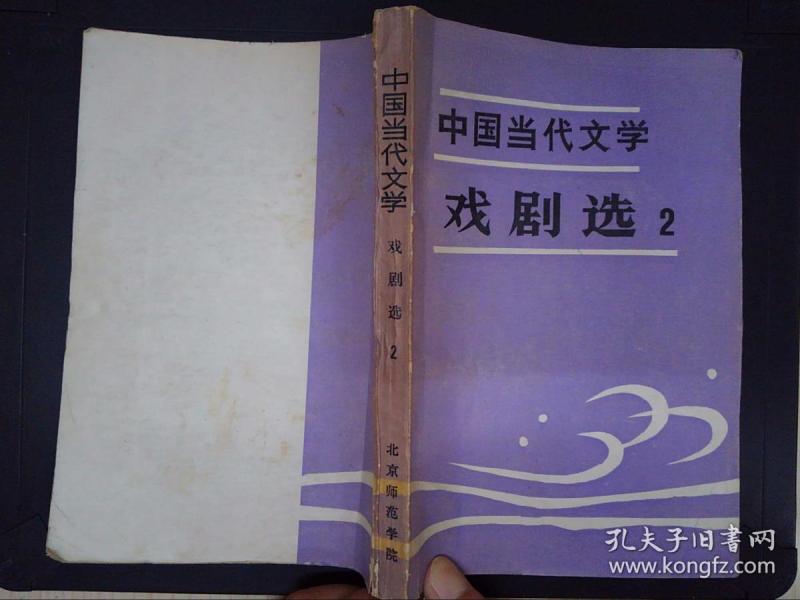 中国当代文学
戏剧选 2
中国当代文学
戏剧选 2
北京师范学院
孔夫子旧书网
www.kongfz.com